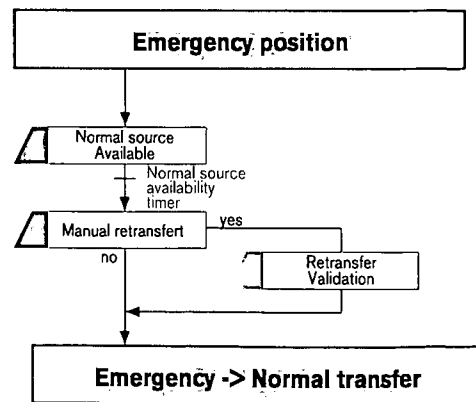 Emergency position
Normal source
Available
Normal source
availability
timer
Manual retransfert
yes
no
Retransfer
Validation
Emergency -> Normal transfer